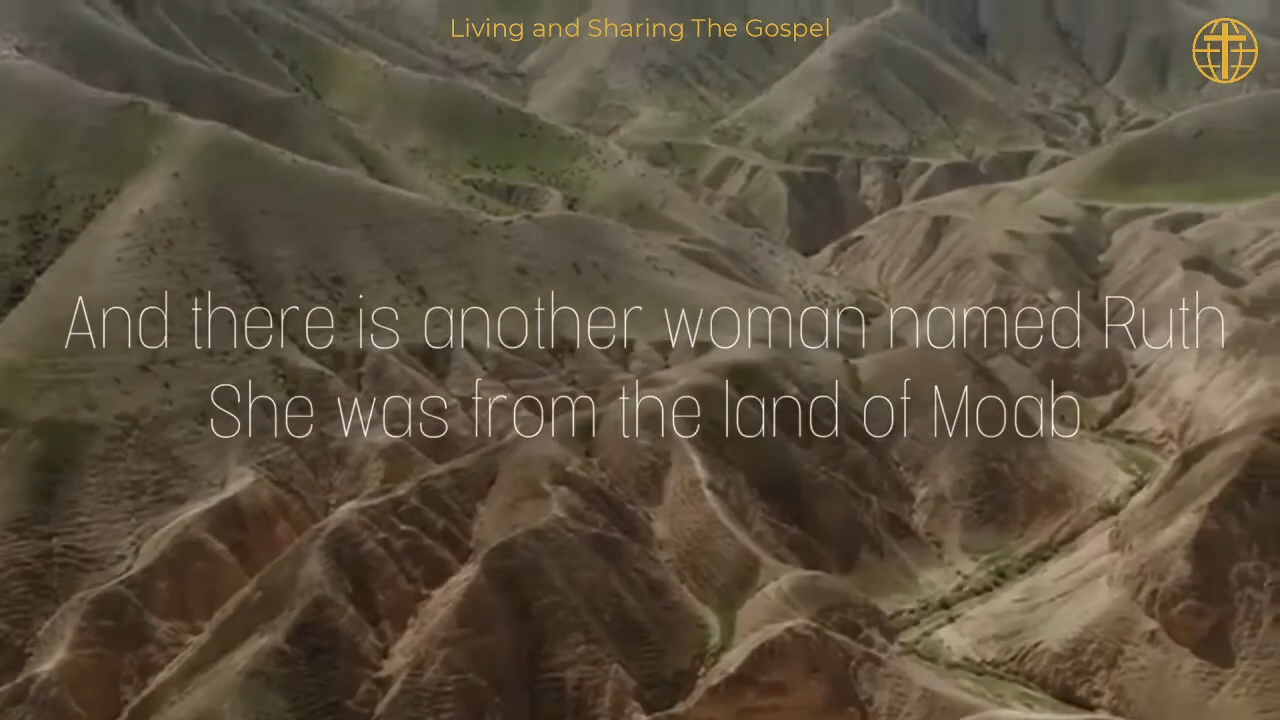 Living and Sharing The Gospel
And there is another woman named Ruth
She was from the land of Moab